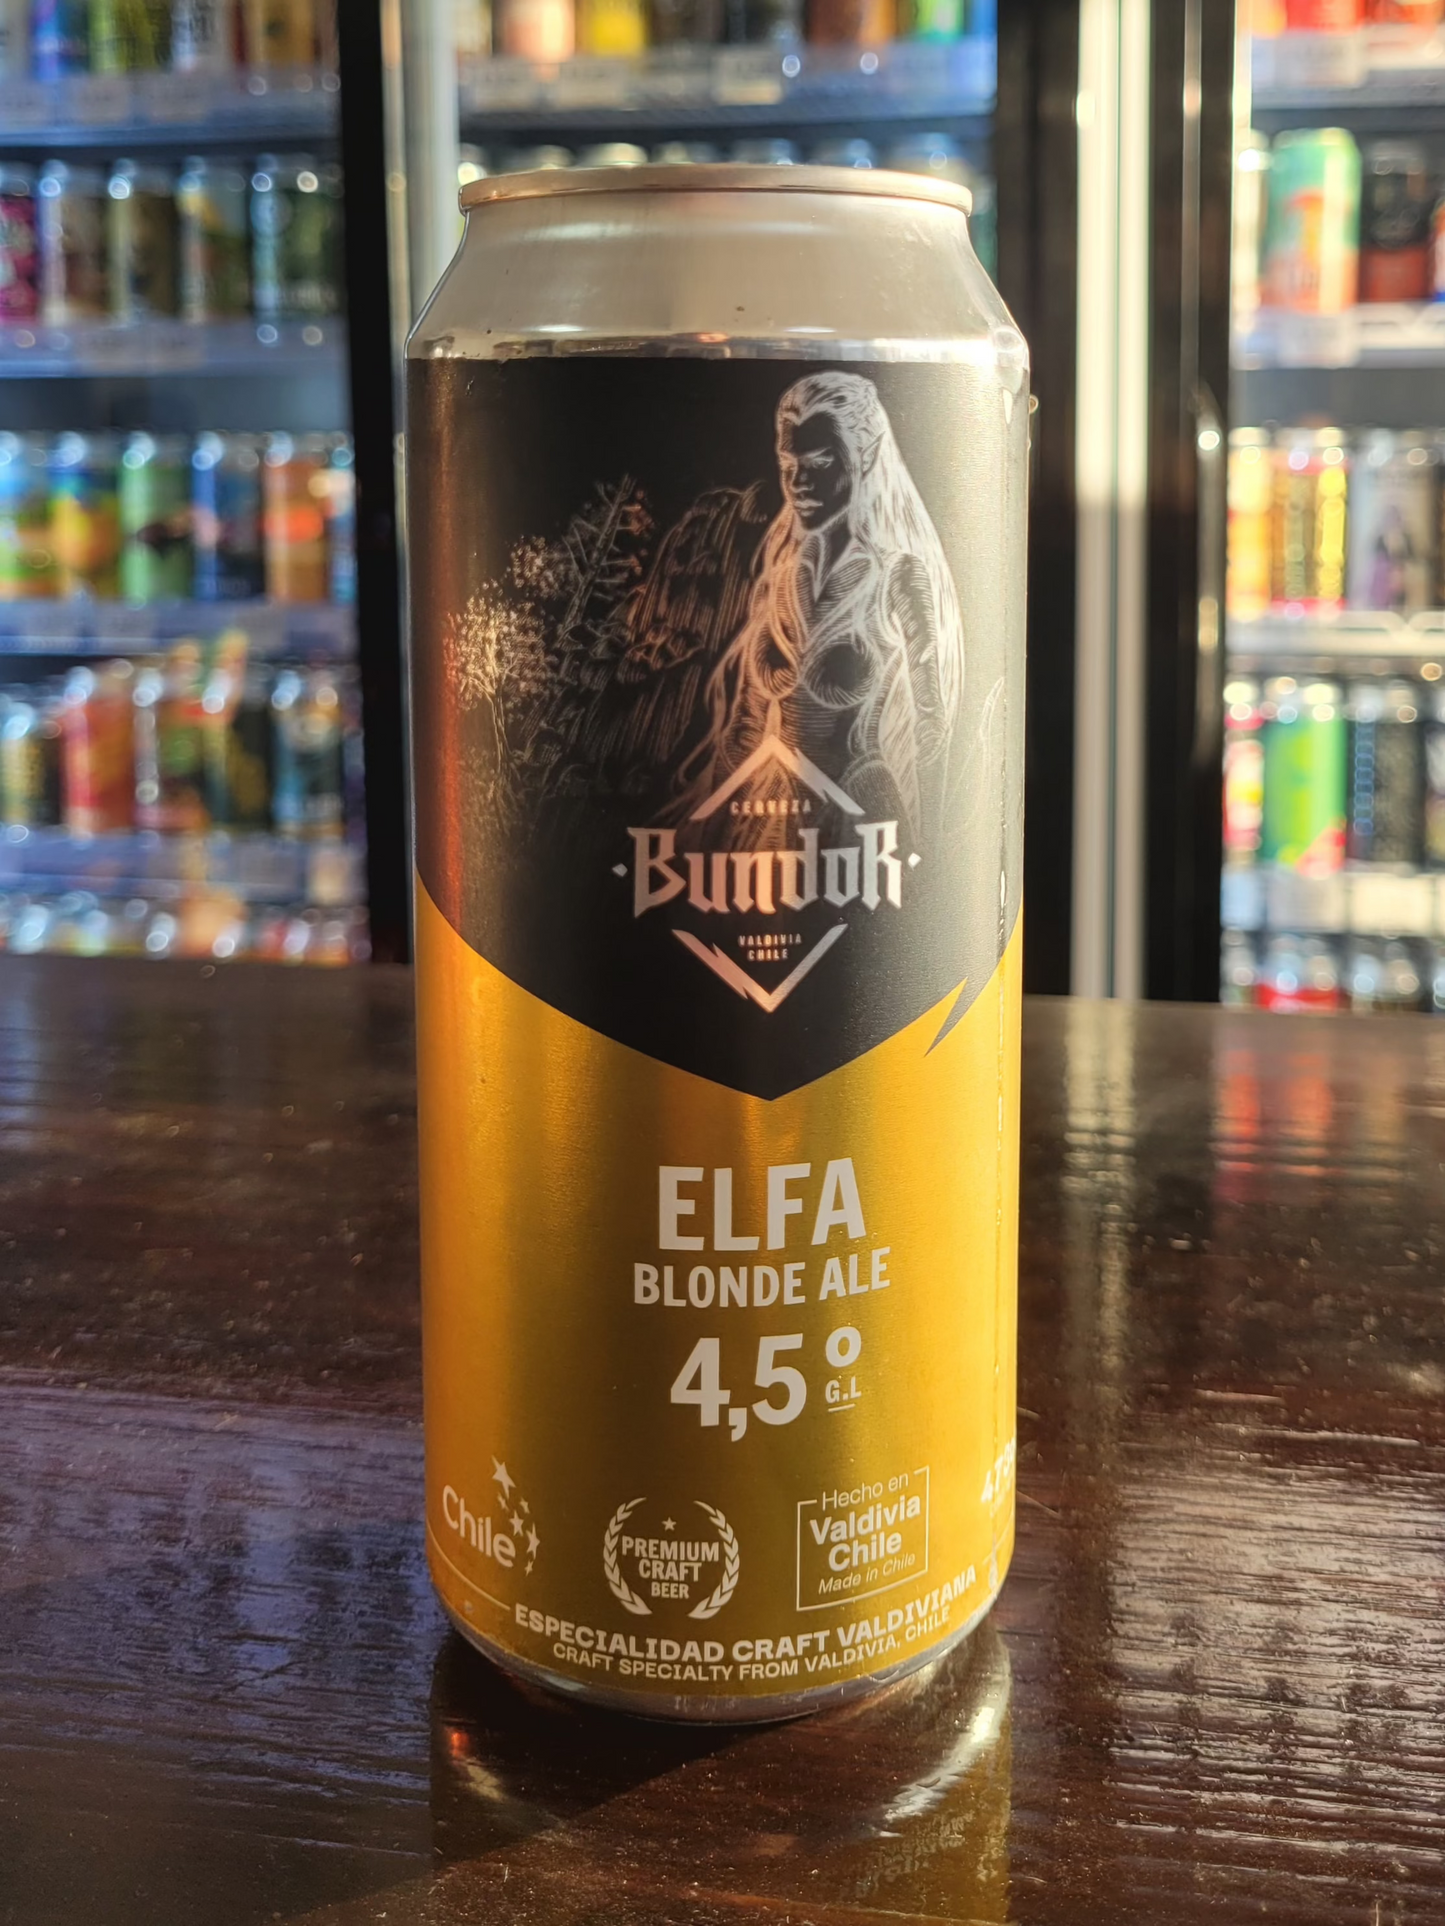 CERVEZA
BundoR
VALDIVIA
CHILE
ELFA
BLONDE ALE
4,5°
G.L
Chile
PREMIUM
CRAFT
BEER
Hecho en
Valdivia
Chile
Made in Chile
ESPECIALIDAD CRAFT VALDIVIANA
CRAFT SPECIALTY FROM VALDIVIA, CHILE